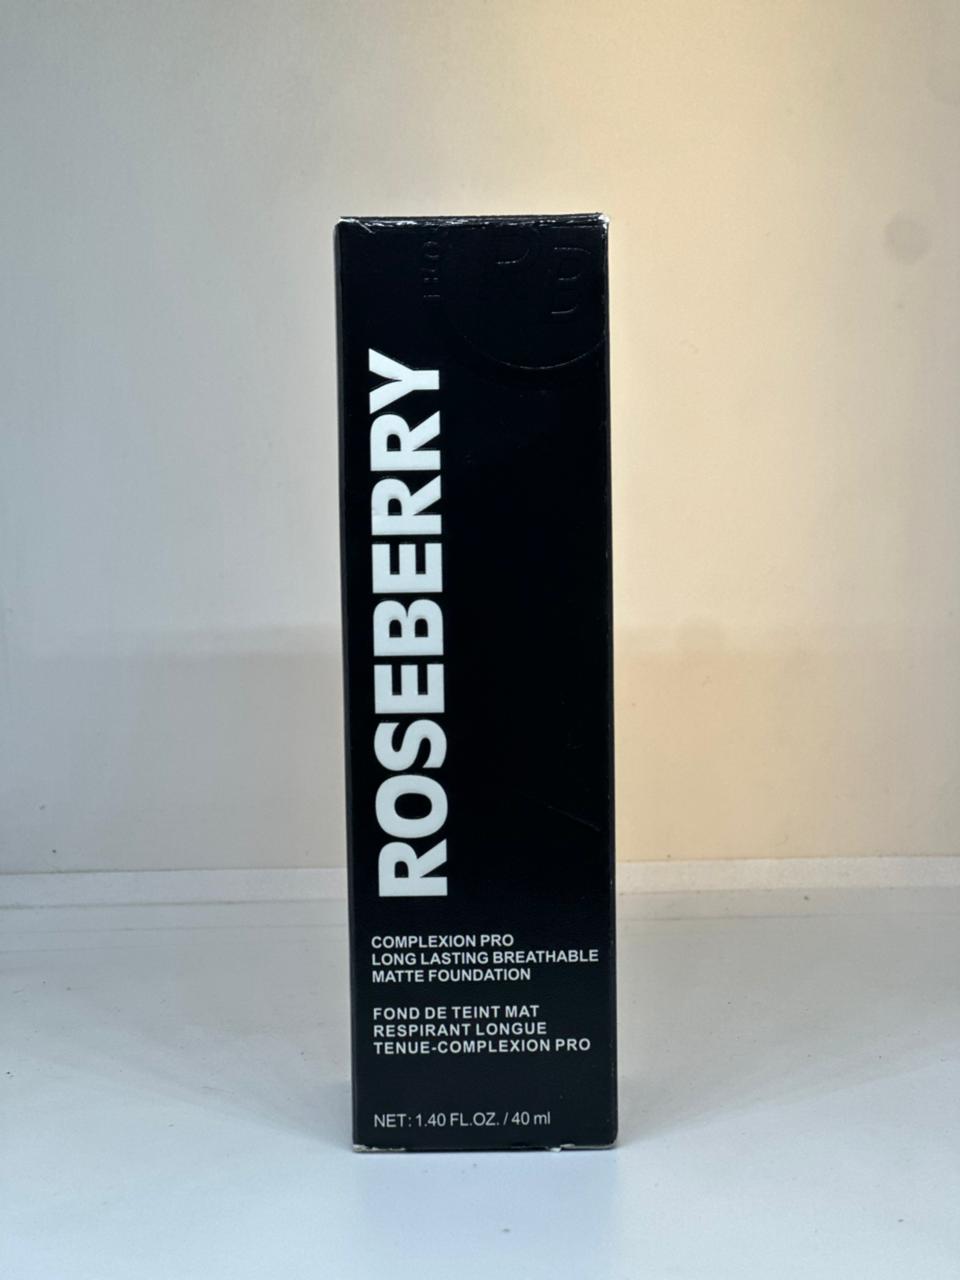 ROSEBERRY
COMPLEXION PRO
LONG LASTING BREATHABLE
MATTE FOUNDATION
FOND DE TEINT MAT
RESPIRANT LONGUE
TENUE-COMPLEXION PRO
NET: 1.40 FL.OZ. / 40 ml